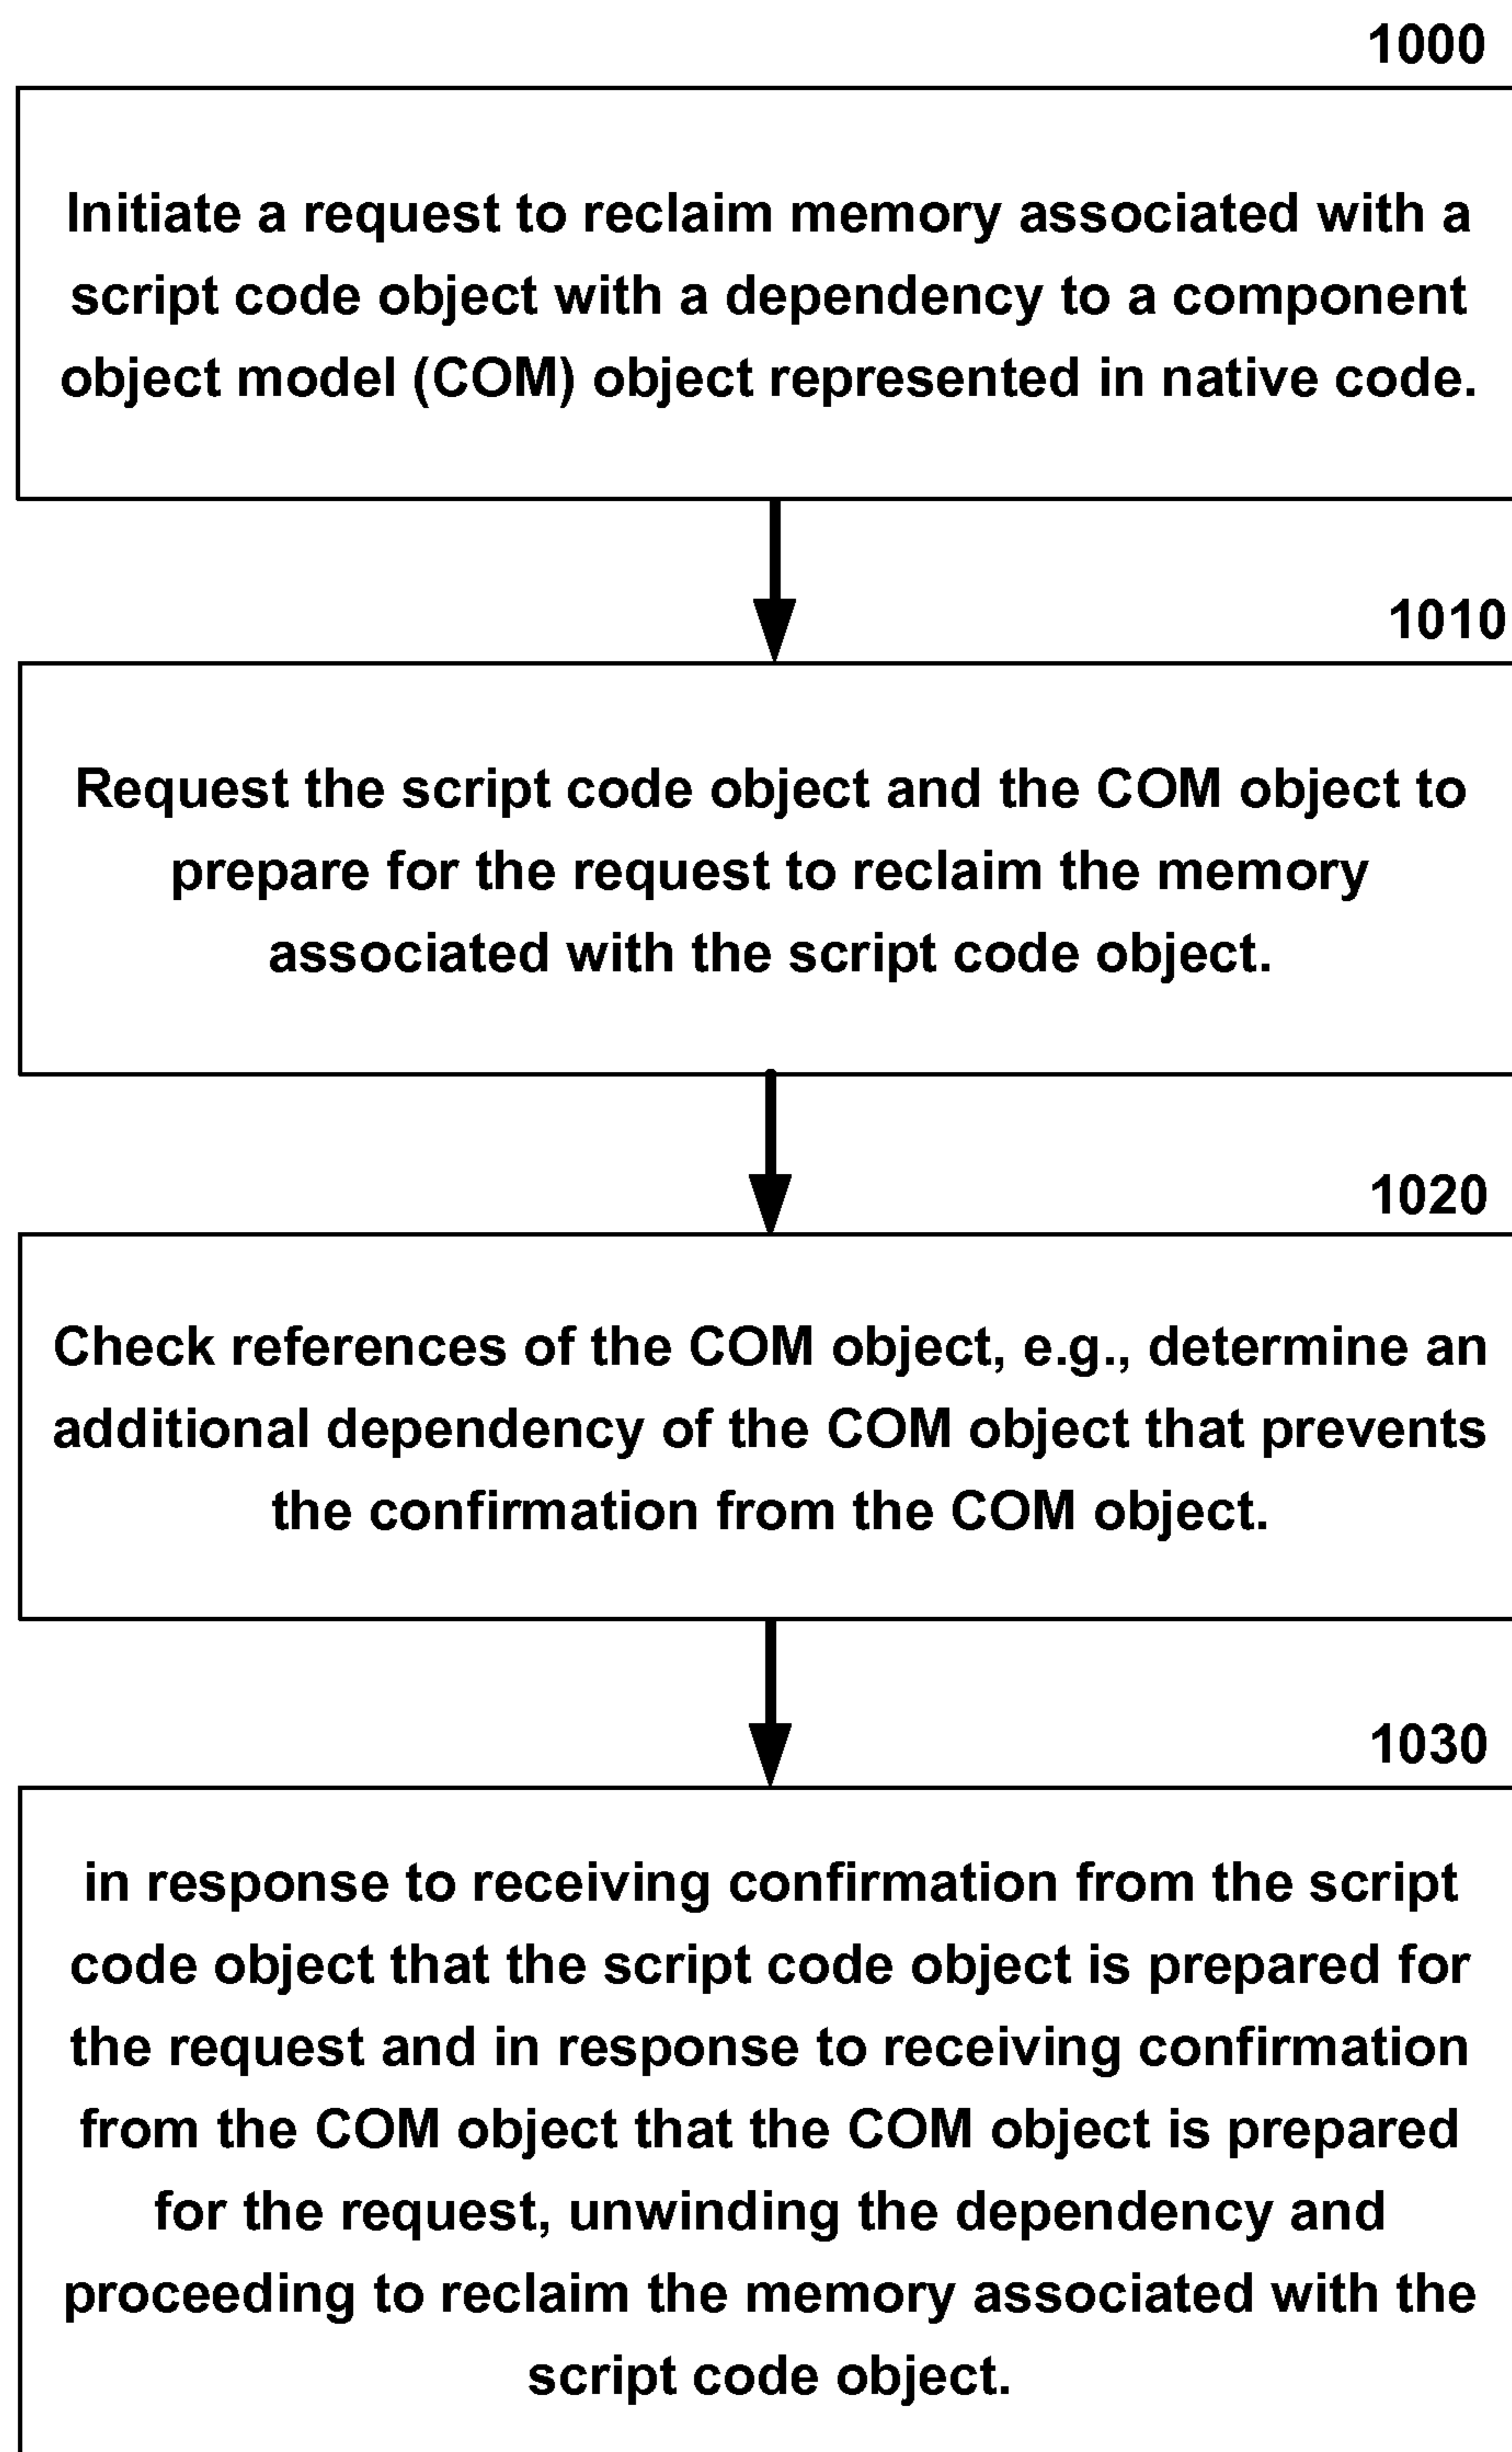 1000
Initiate a request to reclaim memory associated with a
script code object with a dependency to a component
object model (COM) object represented in native code.
1010
Request the script code object and the COM object to
prepare for the request to reclaim the memory
associated with the script code object.
1020
Check references of the COM object, e.g., determine an
additional dependency of the COM object that prevents
the confirmation from the COM object.
1030
in response to receiving confirmation from the script
code object that the script code object is prepared for
the request and in response to receiving confirmation
from the COM object that the COM object is prepared
for the request, unwinding the dependency and
proceeding to reclaim the memory associated with the
script code object.